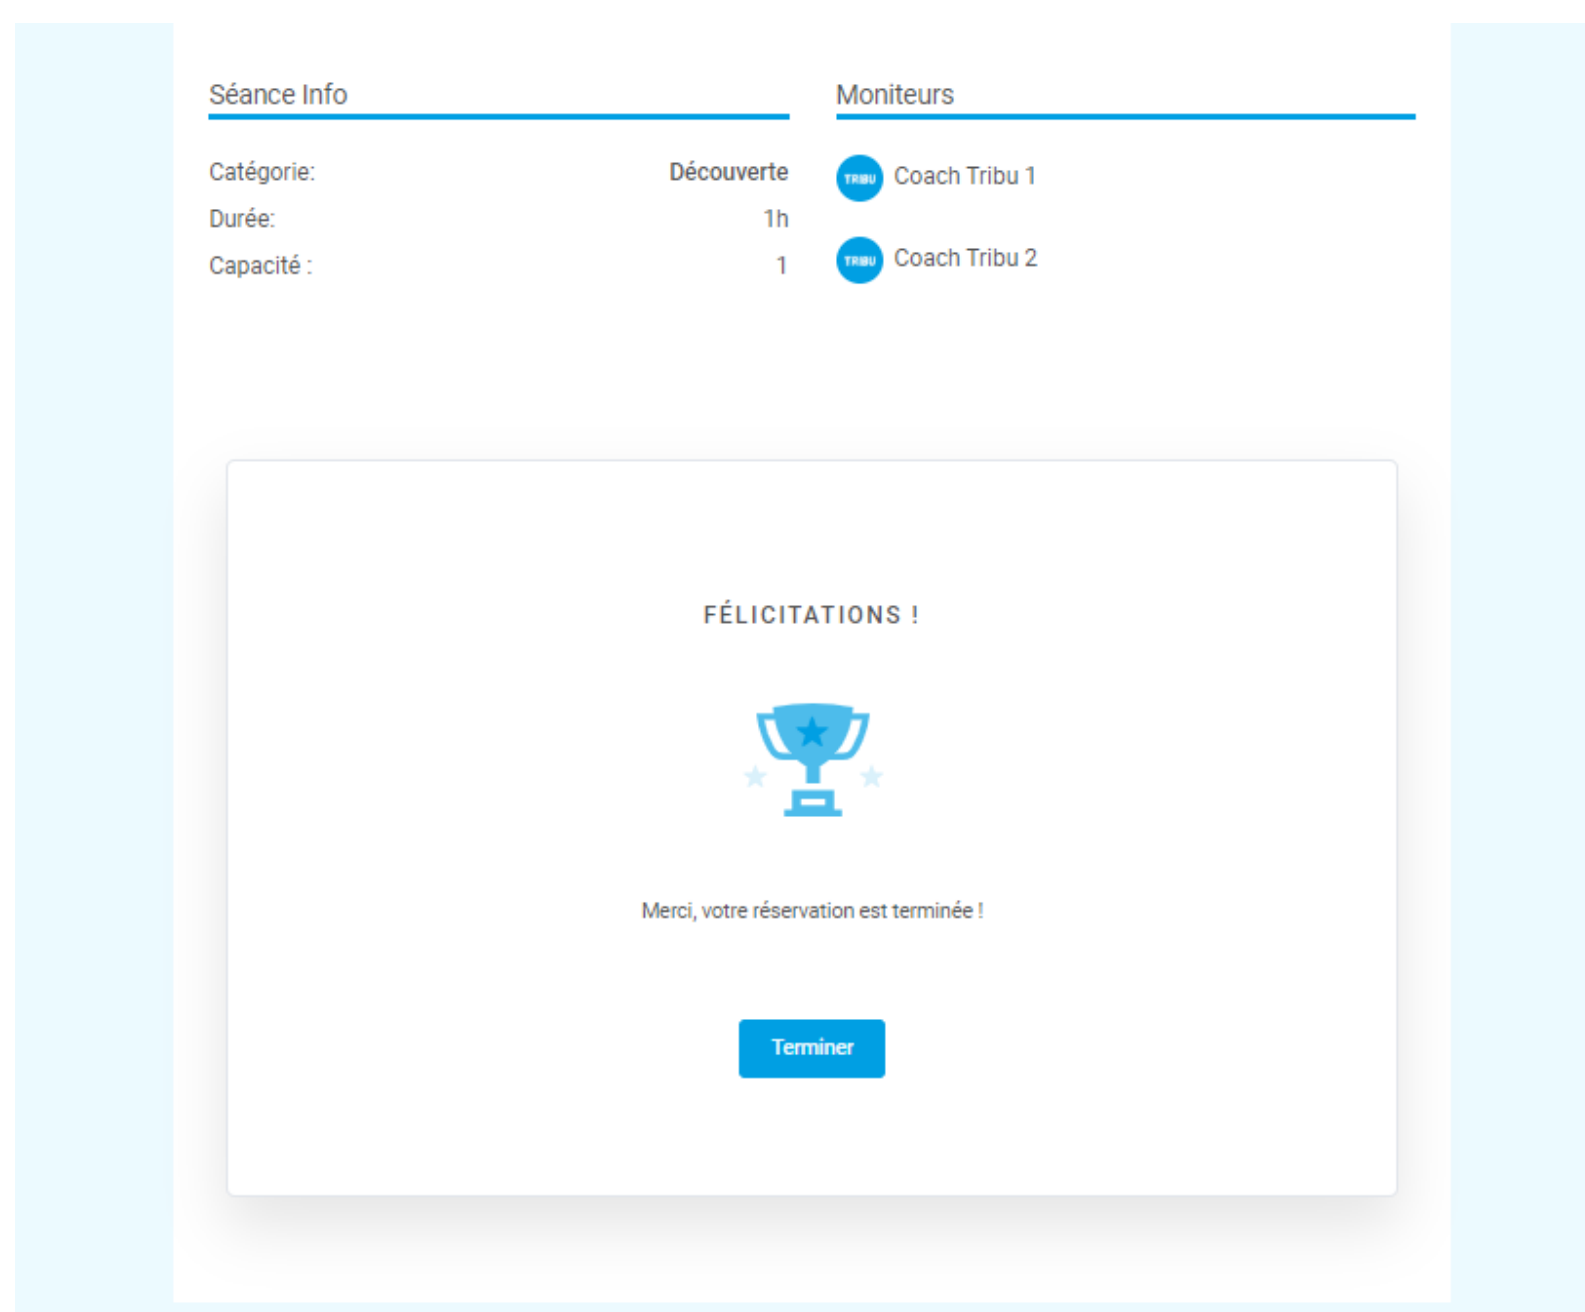 Séance Info
Catégorie: Découverte
Durée: 1h
Capacité : 1
Moniteurs
TRIBU Coach Tribu 1
TRIBU Coach Tribu 2
FÉLICITATIONS !
Merci, votre réservation est terminée !
Terminer